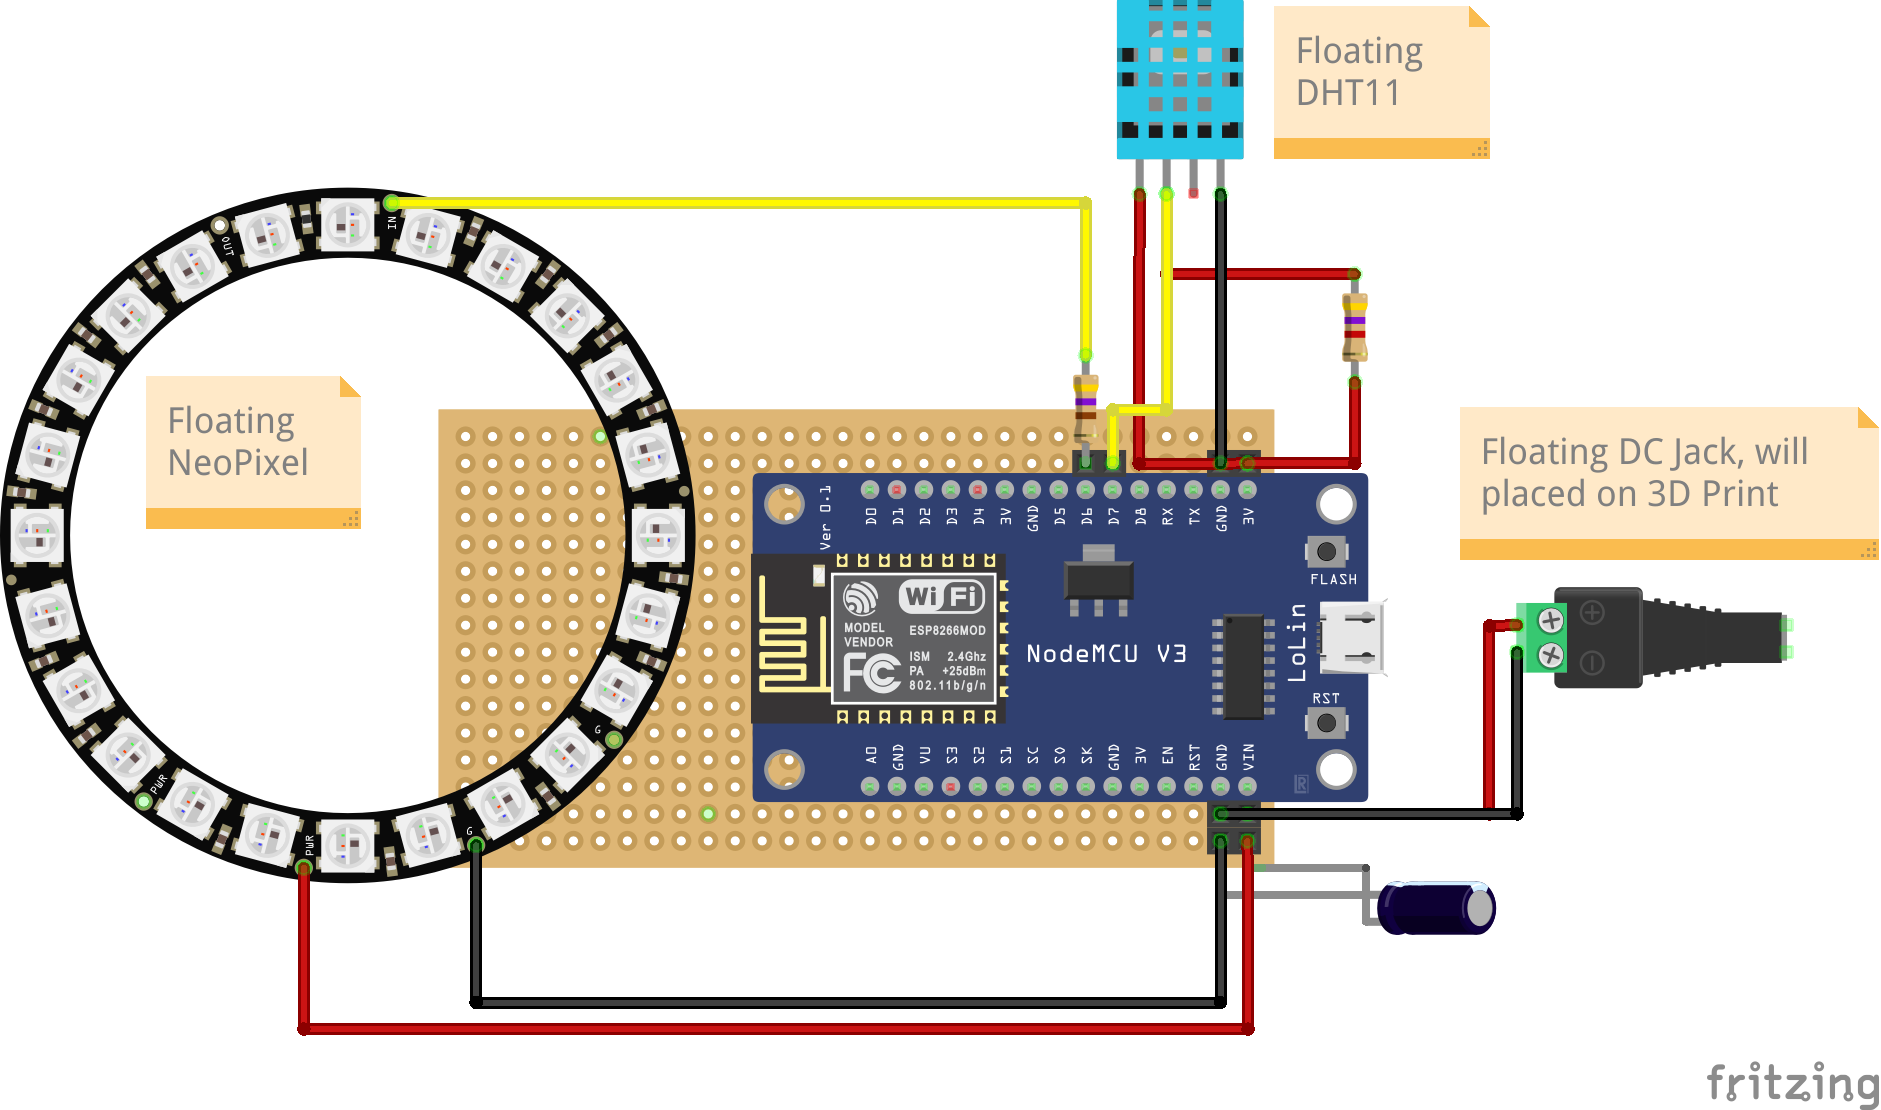 Floating
DHT11
IN
OUT
Floating
NeoPixel
Floating DC Jack, will
placed on 3D Print
Ver 0.1
D0 D1 D2 D3 D4 3V GND D5 D6 D7 D8 RX TX GND 3V
FLASH
WiFi
MODEL
VENDOR
ESP8266MOD
ISM 2.4Ghz
PA +25dBm
802.11b/g/n
FC
NodeMCU V3
LoLin
RST
A0 GND VU S3 S2 S1 SC S0 SK GND 3V EN RST GND VIN
R
G
PWR
G
PWR
fritzing